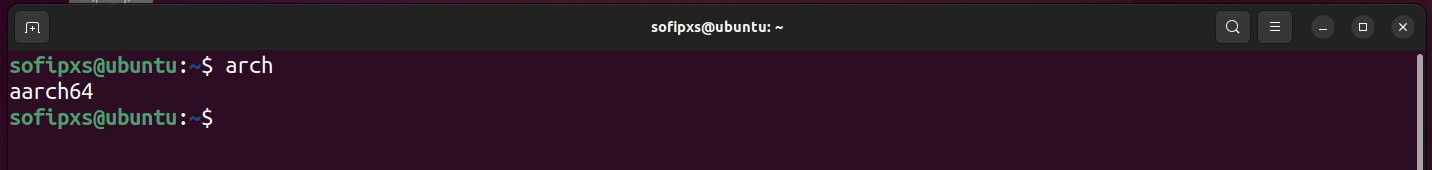 sofipxs@ubuntu: ~
sofipxs@ubuntu:~$ arch
aarch64
sofipxs@ubuntu:~$